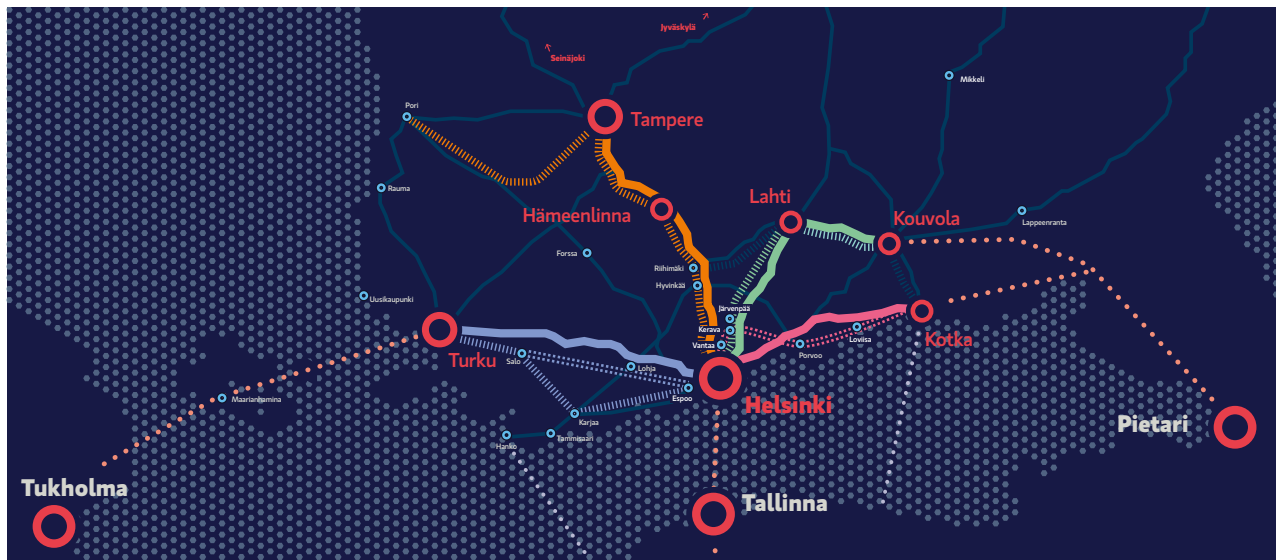 Jyväskylä
Seinäjoki
Mikkeli
Pori
Tampere
Rauma
Hämeenlinna
Lahti
Kouvola
Lappeenranta
Forssa
Riihimäki
Hyvinkää
Uusikaupunki
Järvenpää
Kerava
Vantaa
Loviisa
Kotka
Porvoo
Turku
Salo
Lohja
Espoo
Helsinki
Maarianhamina
Karjaa
Tammisaari
Hanko
Pietari
Tukholma
Tallinna